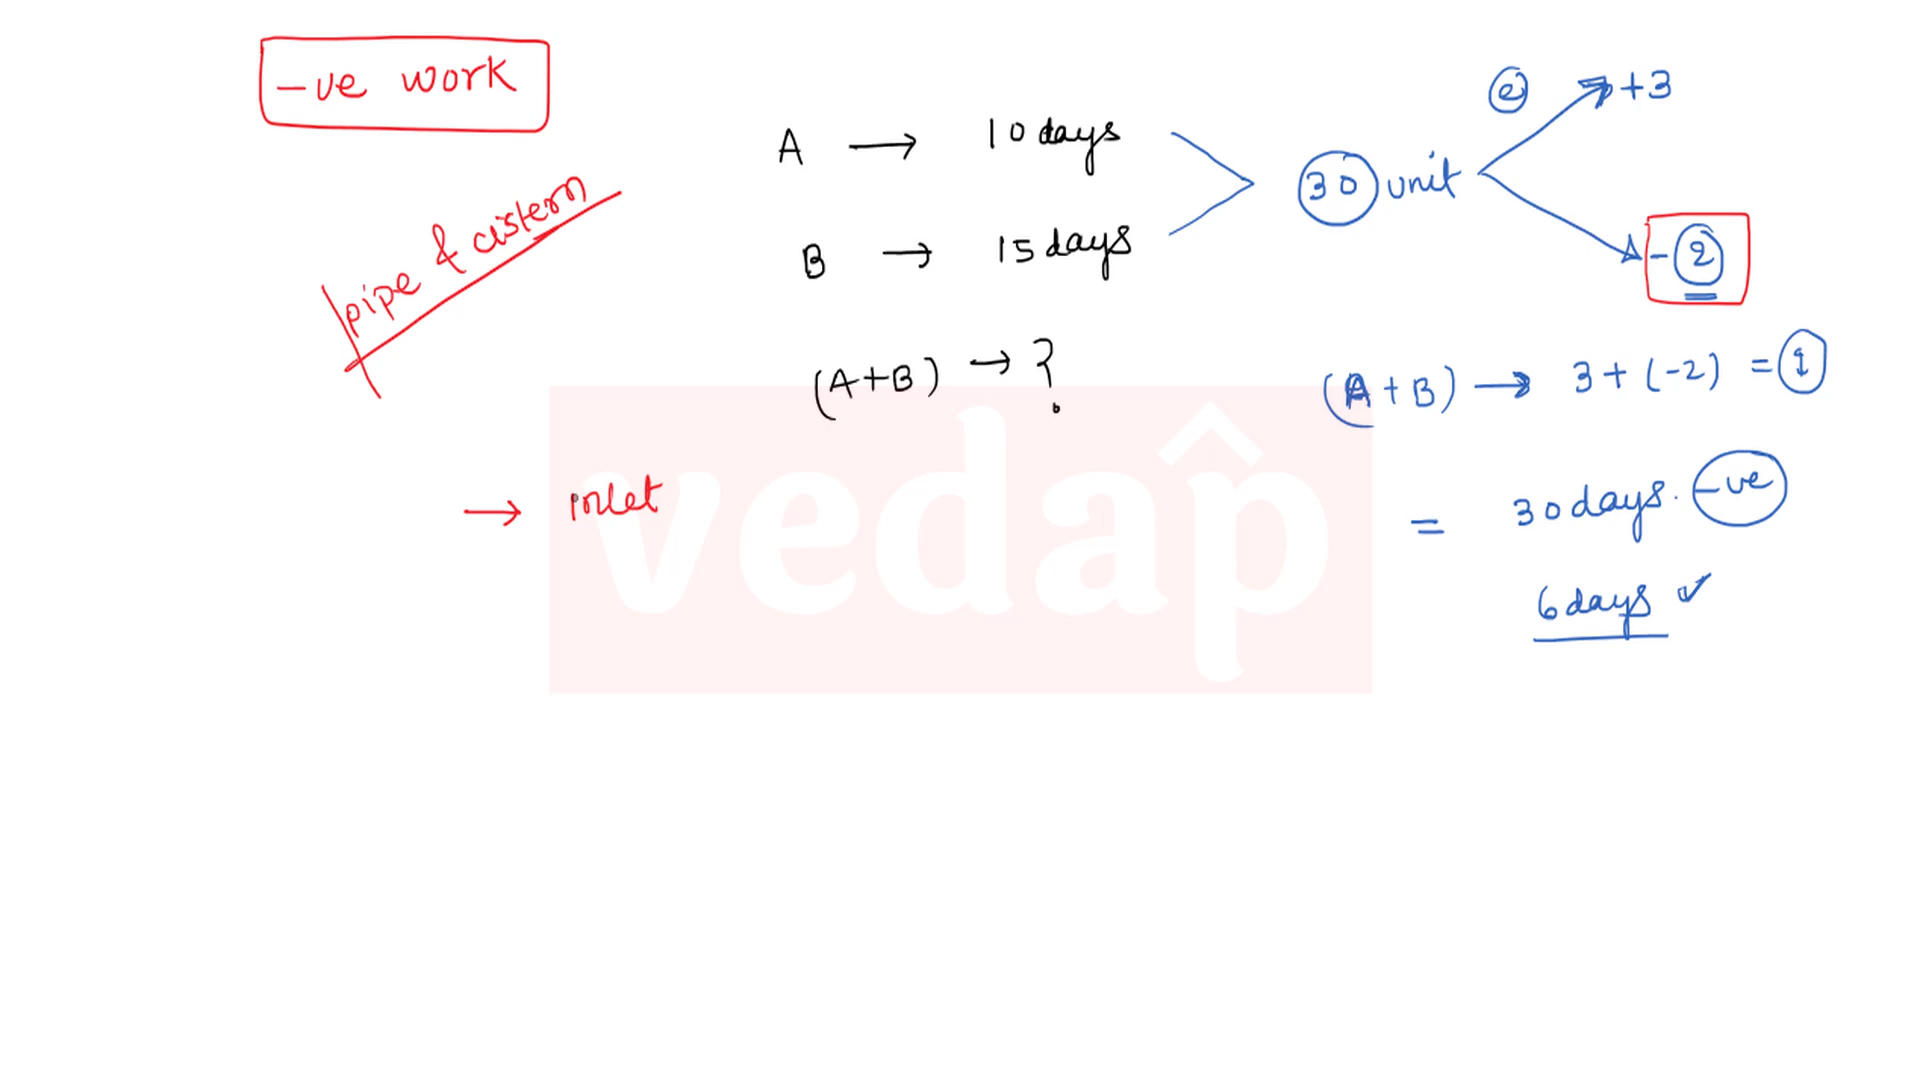 -ve work
pipe & cistern
A → 10 days
B → 15 days
(A+B) → ?
→ inlet
30 unit
e
+3
-2
(A+B) → 3+(-2) = 1
= 30 days. -ve
6 days ✓
vedap